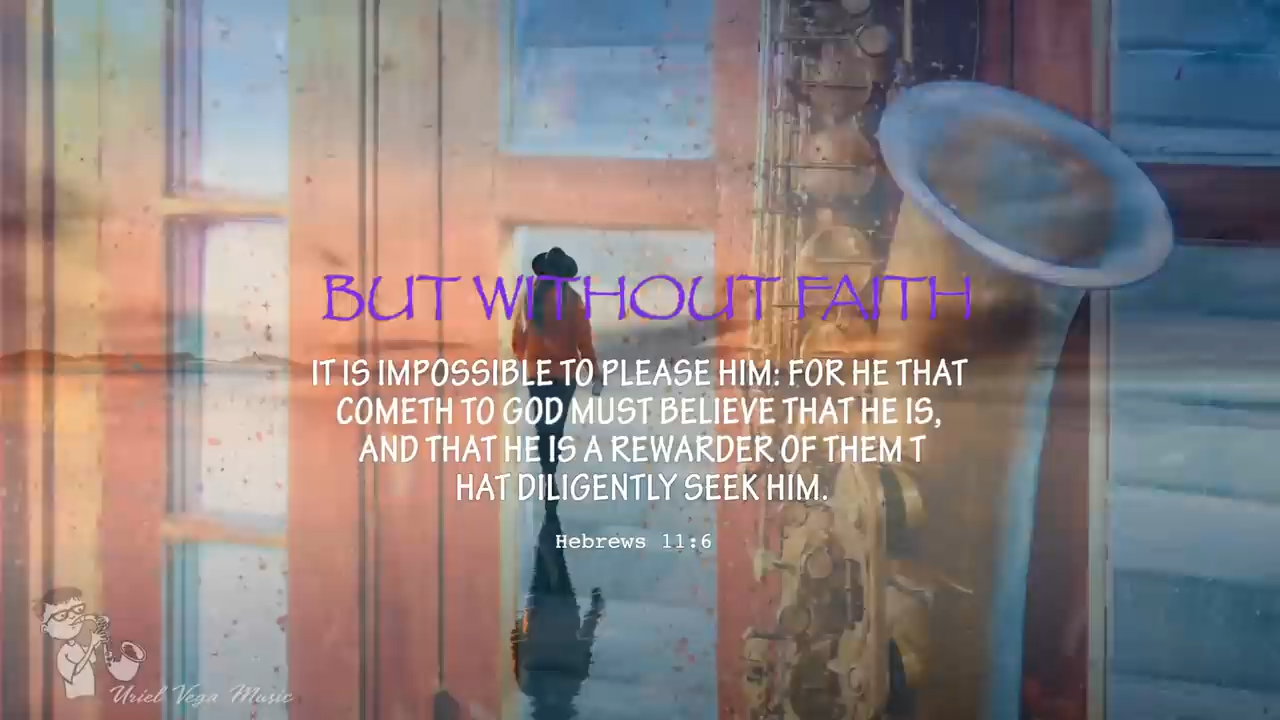 BUT WITHOUT FAITH
IT IS IMPOSSIBLE TO PLEASE HIM: FOR HE THAT
COMETH TO GOD MUST BELIEVE THAT HE IS,
AND THAT HE IS A REWARDER OF THEM T
HAT DILIGENTLY SEEK HIM.
Hebrews 11:6
Uriel Vega Music